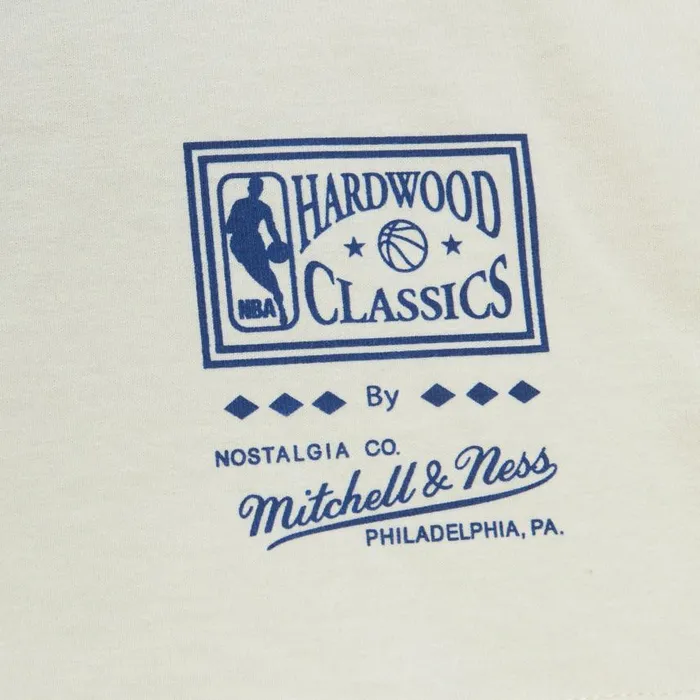 HARDWOOD
CLASSICS
NBA
By
NOSTALGIA CO.
Mitchell & Ness
PHILADELPHIA, PA.